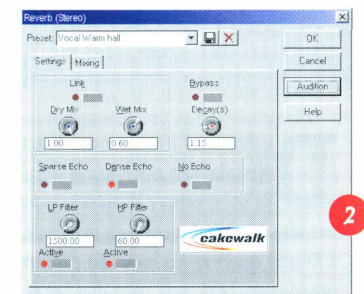 Reverb (Stereo)
Preset: Vocal Warm hall
OK
Cancel
Audition
Help
Settings Mixing
Link
Bypass
Dry Mix Wet Mix Decay(s)
1.00 0.60 1.15
Sparse Echo Dense Echo No Echo
LP Filter HP Filter
1500.00 60.00
Active Active
cakewalk
2